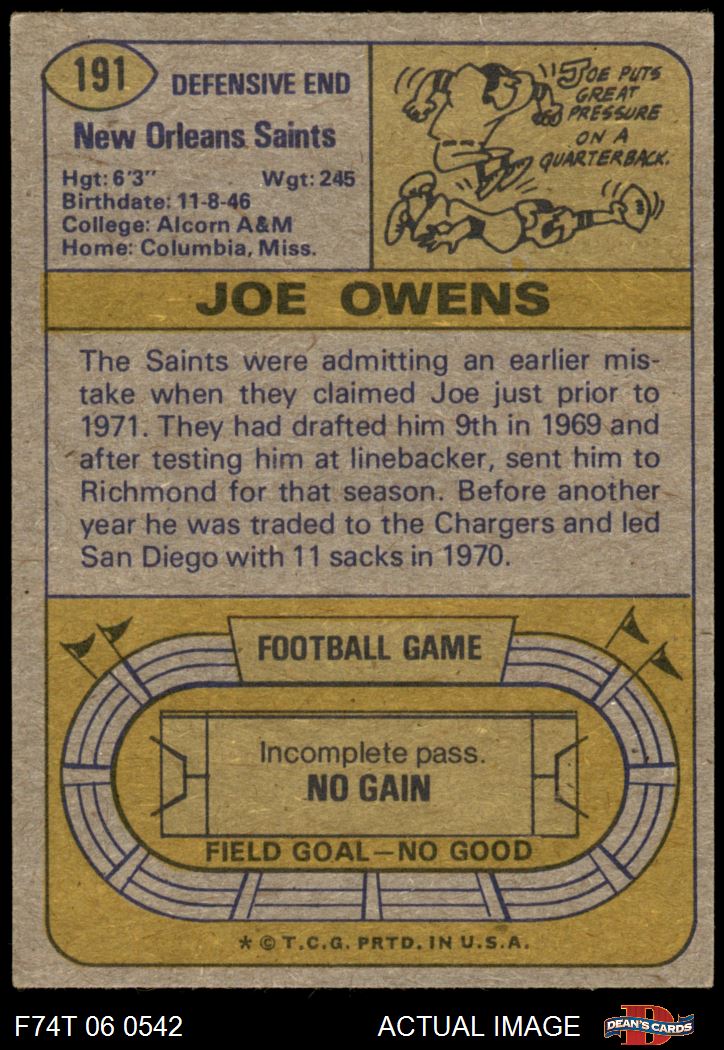 191
DEFENSIVE END
New Orleans Saints
Hgt: 6'3" Wgt: 245
Birthdate: 11-8-46
College: Alcorn A&M
Home: Columbia, Miss.
JOE PUTS
GREAT
PRESSURE
ON A
QUARTERBACK.
JOE OWENS
The Saints were admitting an earlier mis-
take when they claimed Joe just prior to
1971. They had drafted him 9th in 1969 and
after testing him at linebacker, sent him to
Richmond for that season. Before another
year he was traded to the Chargers and led
San Diego with 11 sacks in 1970.
FOOTBALL GAME
Incomplete pass.
NO GAIN
FIELD GOAL—NO GOOD
* © T.C.G. PRTD. IN U.S.A.
F74T 06 0542 ACTUAL IMAGE
D
DEAN'S CARDS